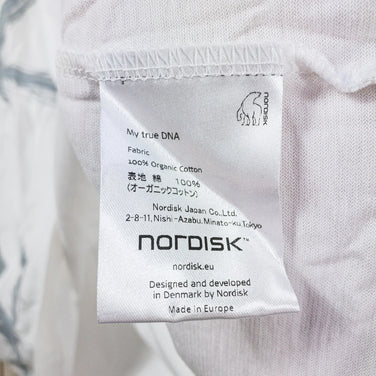 NORDISK
My true DNA
Fabric
100% Organic Cotton
表地 綿 100%
(オーガニックコットン)
Nordisk Japan Co.,Ltd.
2-8-11, Nishi-Azabu, Minato-ku, Tokyo
NORDISK™
nordisk.eu
Designed and developed
in Denmark by Nordisk
Made in Europe